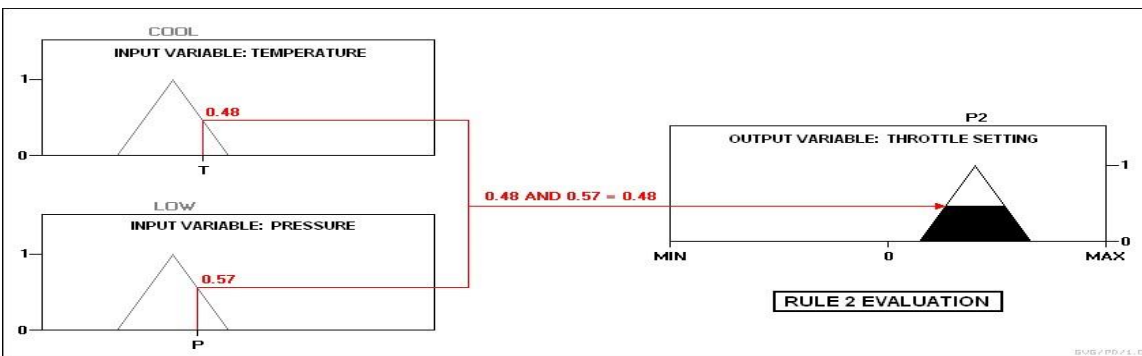 COOL
INPUT VARIABLE: TEMPERATURE
1
0.48
0
T
LOW
INPUT VARIABLE: PRESSURE
1
0.57
0
P
0.48 AND 0.57 = 0.48
P2
OUTPUT VARIABLE: THROTTLE SETTING
1
0
MIN
0
MAX
RULE 2 EVALUATION